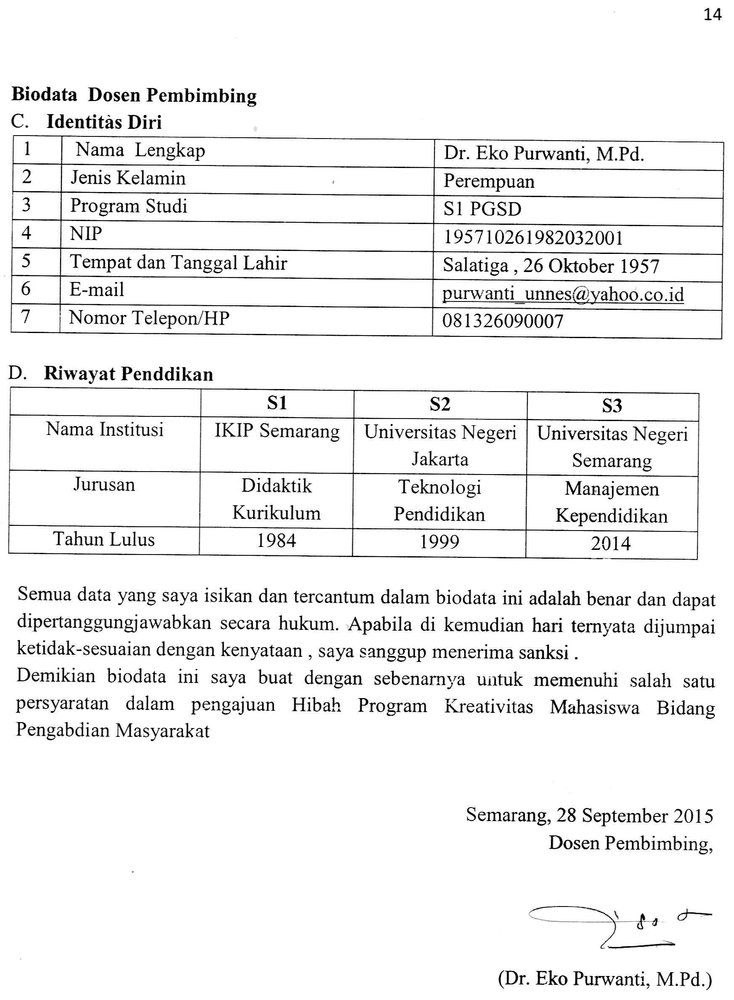 14
Biodata Dosen Pembimbing
C. Identitas Diri
1 Nama Lengkap Dr. Eko Purwanti, M.Pd.
2 Jenis Kelamin Perempuan
3 Program Studi S1 PGSD
4 NIP 195710261982032001
5 Tempat dan Tanggal Lahir Salatiga , 26 Oktober 1957
6 E-mail purwanti_unnes@yahoo.co.id
7 Nomor Telepon/HP 081326090007
D. Riwayat Penddikan
S1 S2 S3
Nama Institusi IKIP Semarang Universitas Negeri Universitas Negeri
Jakarta Semarang
Jurusan Didaktik Teknologi Manajemen
Kurikulum Pendidikan Kependidikan
Tahun Lulus 1984 1999 2014
Semua data yang saya isikan dan tercantum dalam biodata ini adalah benar dan dapat
dipertanggungjawabkan secara hukum. Apabila di kemudian hari ternyata dijumpai
ketidak-sesuaian dengan kenyataan , saya sanggup menerima sanksi .
Demikian biodata ini saya buat dengan sebenarnya untuk memenuhi salah satu
persyaratan dalam pengajuan Hibah Program Kreativitas Mahasiswa Bidang
Pengabdian Masyarakat
Semarang, 28 September 2015
Dosen Pembimbing,
(Dr. Eko Purwanti, M.Pd.)